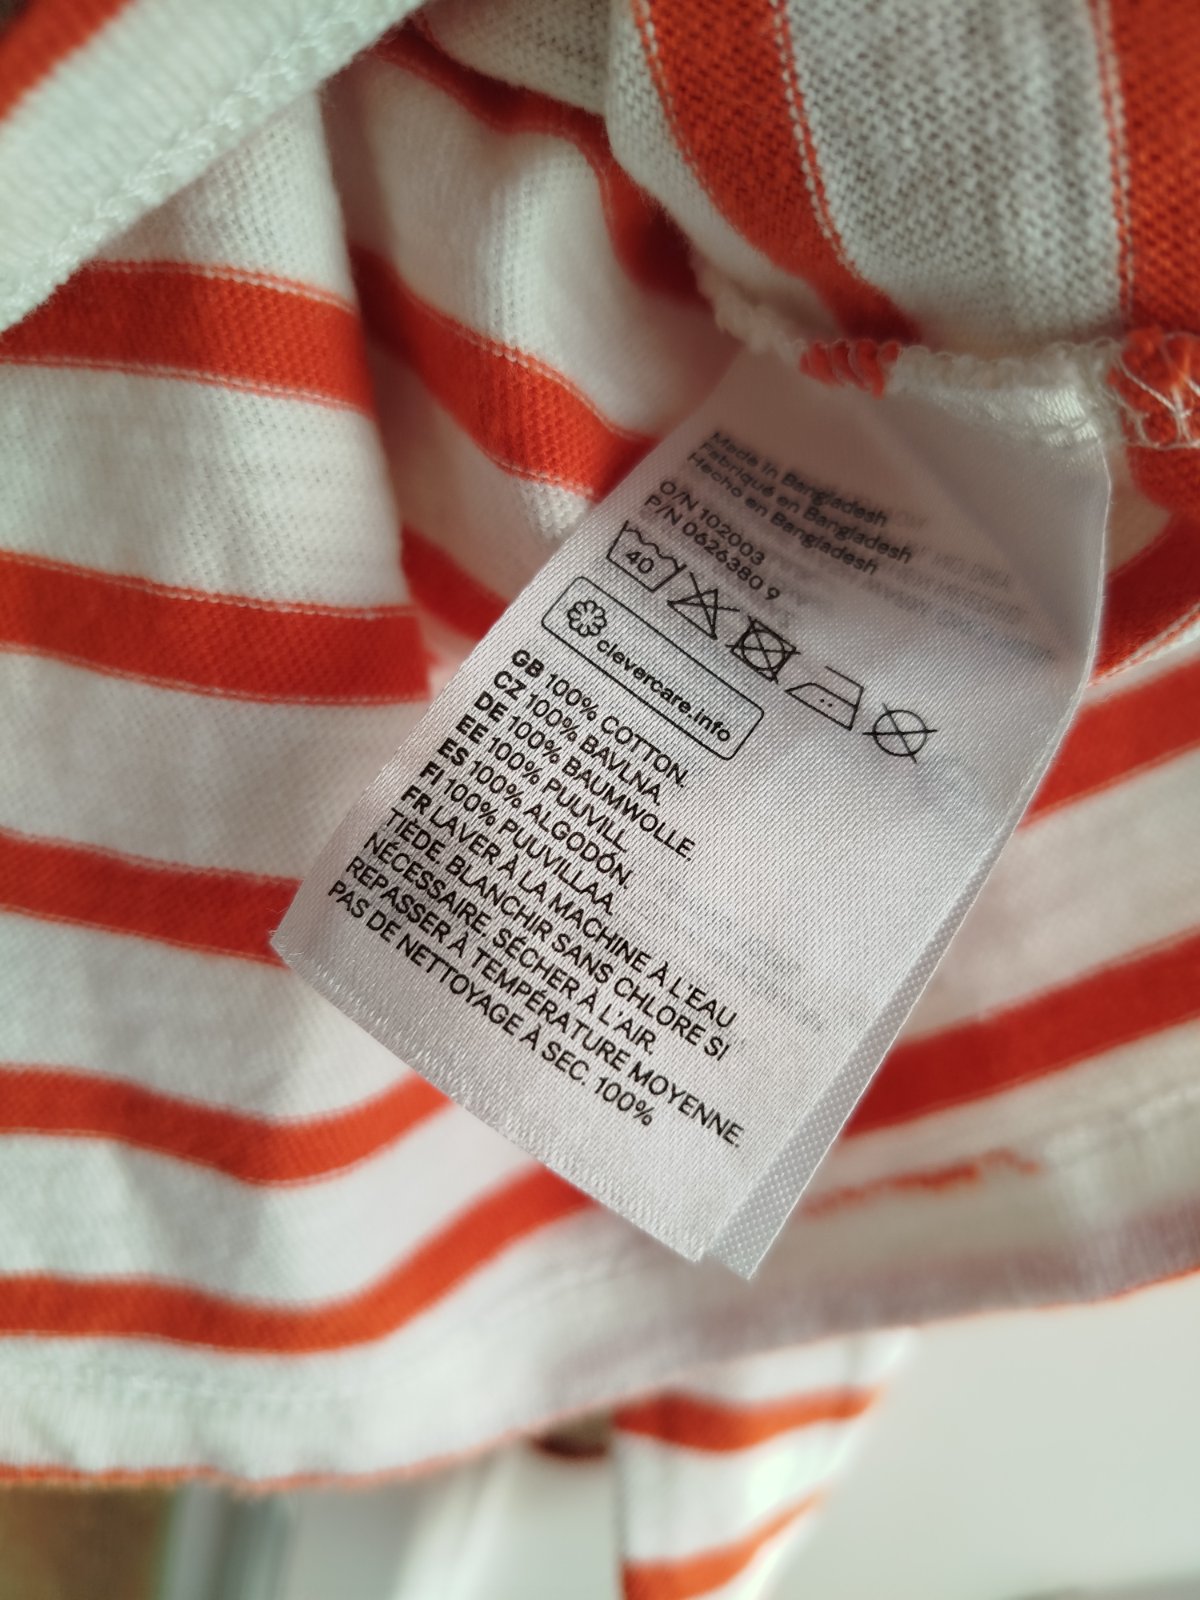 Made in Bangladesh
Fabriqué en Bangladesh
Hecho en Bangladesh
O/N 102003
P/N 0626380 9
40
clevercare.info
GB 100% COTTON.
CZ 100% BAVLNA.
DE 100% BAUMWOLLE.
EE 100% PUUVILL.
ES 100% ALGODÓN.
FI 100% PUUVILLAA.
FR LAVER À LA MACHINE À L'EAU
TIÈDE. BLANCHIR SANS CHLORE SI
NÉCESSAIRE. SÉCHER À L'AIR.
REPASSER À TEMPÉRATURE MOYENNE.
PAS DE NETTOYAGE À SEC. 100%